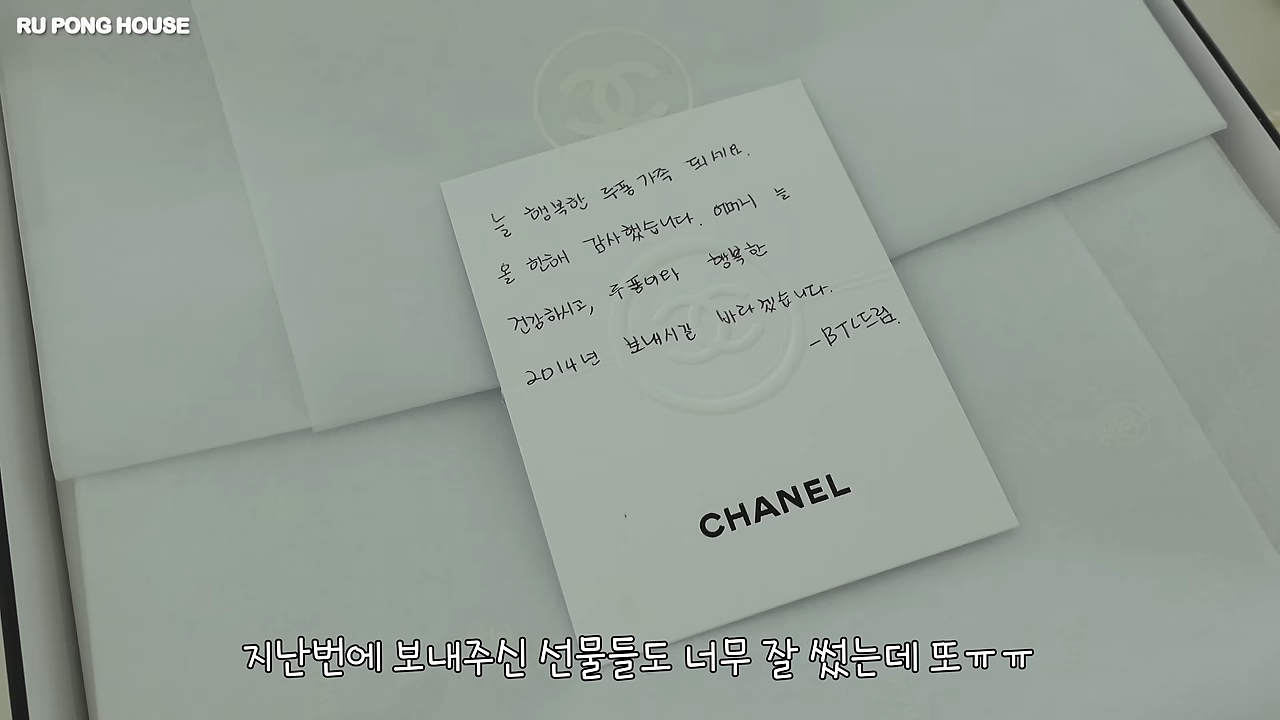 RU PONG HOUSE
늘 행복한 루퐁가족 되세요.
올 한해 감사했습니다. 어머니 늘
건강하시고, 루퐁이랑 행복한
2014년 보내시길 바라겠습니다.
-BTL드림.
CHANEL
지난번에 보내주신 선물들도 너무 잘 썼는데 또ㅠㅠ